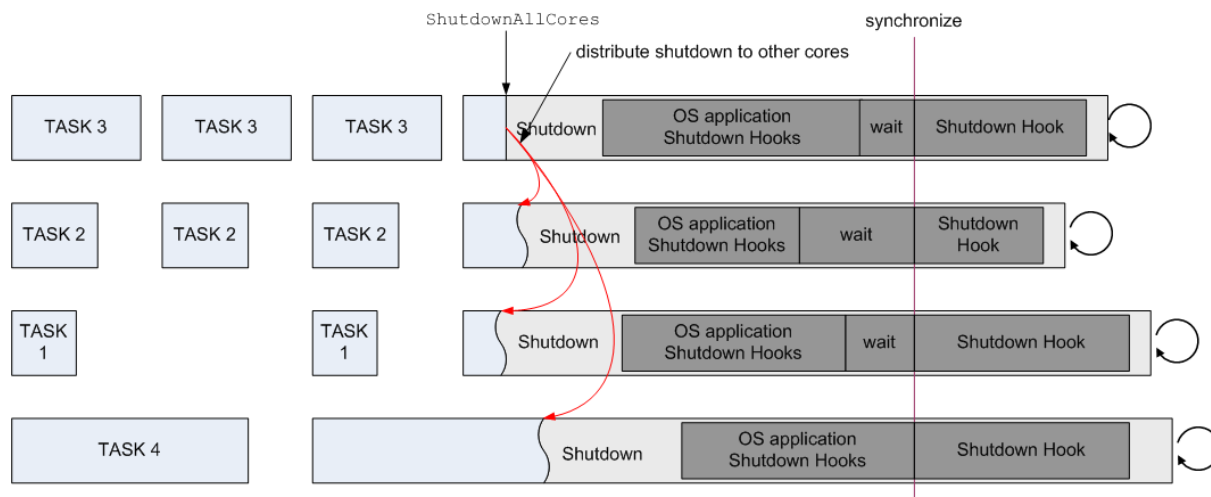 ShutdownAllCores
synchronize
distribute shutdown to other cores
TASK 3
TASK 3
TASK 3
Shutdown
OS application
Shutdown Hooks
wait
Shutdown Hook
TASK 2
TASK 2
TASK 2
Shutdown
OS application
Shutdown Hooks
wait
Shutdown
Hook
TASK
1
TASK
1
Shutdown
OS application
Shutdown Hooks
wait
Shutdown Hook
TASK 4
Shutdown
OS application
Shutdown Hooks
Shutdown Hook